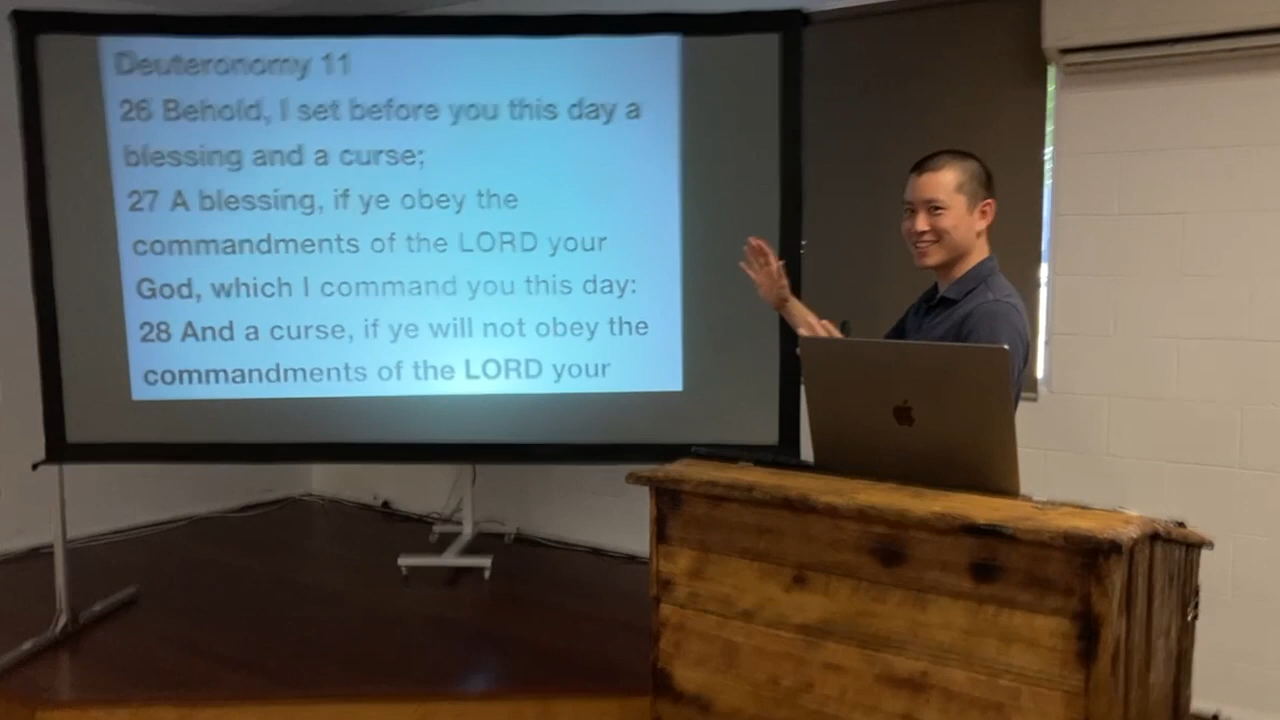 Deuteronomy 11
26 Behold, I set before you this day a
blessing and a curse;
27 A blessing, if ye obey the
commandments of the LORD your
God, which I command you this day:
28 And a curse, if ye will not obey the
commandments of the LORD your